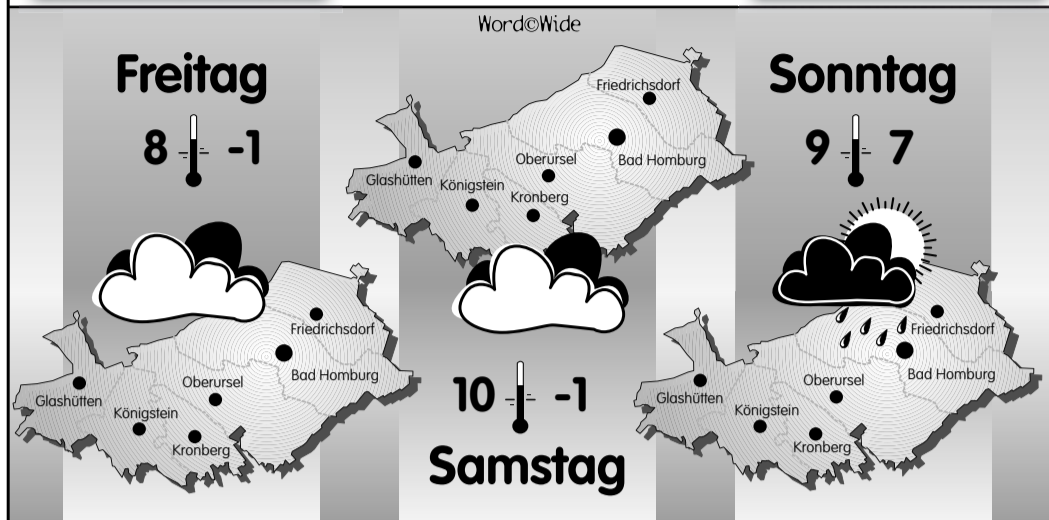 Word©Wide
Freitag
8 -1
Friedrichsdorf
Bad Homburg
Oberursel
Glashütten
Königstein
Kronberg
Friedrichsdorf
Bad Homburg
Oberursel
Glashütten
Königstein
Kronberg
10 -1
Samstag
Sonntag
9 7
Friedrichsdorf
Bad Homburg
Oberursel
Glashütten
Königstein
Kronberg